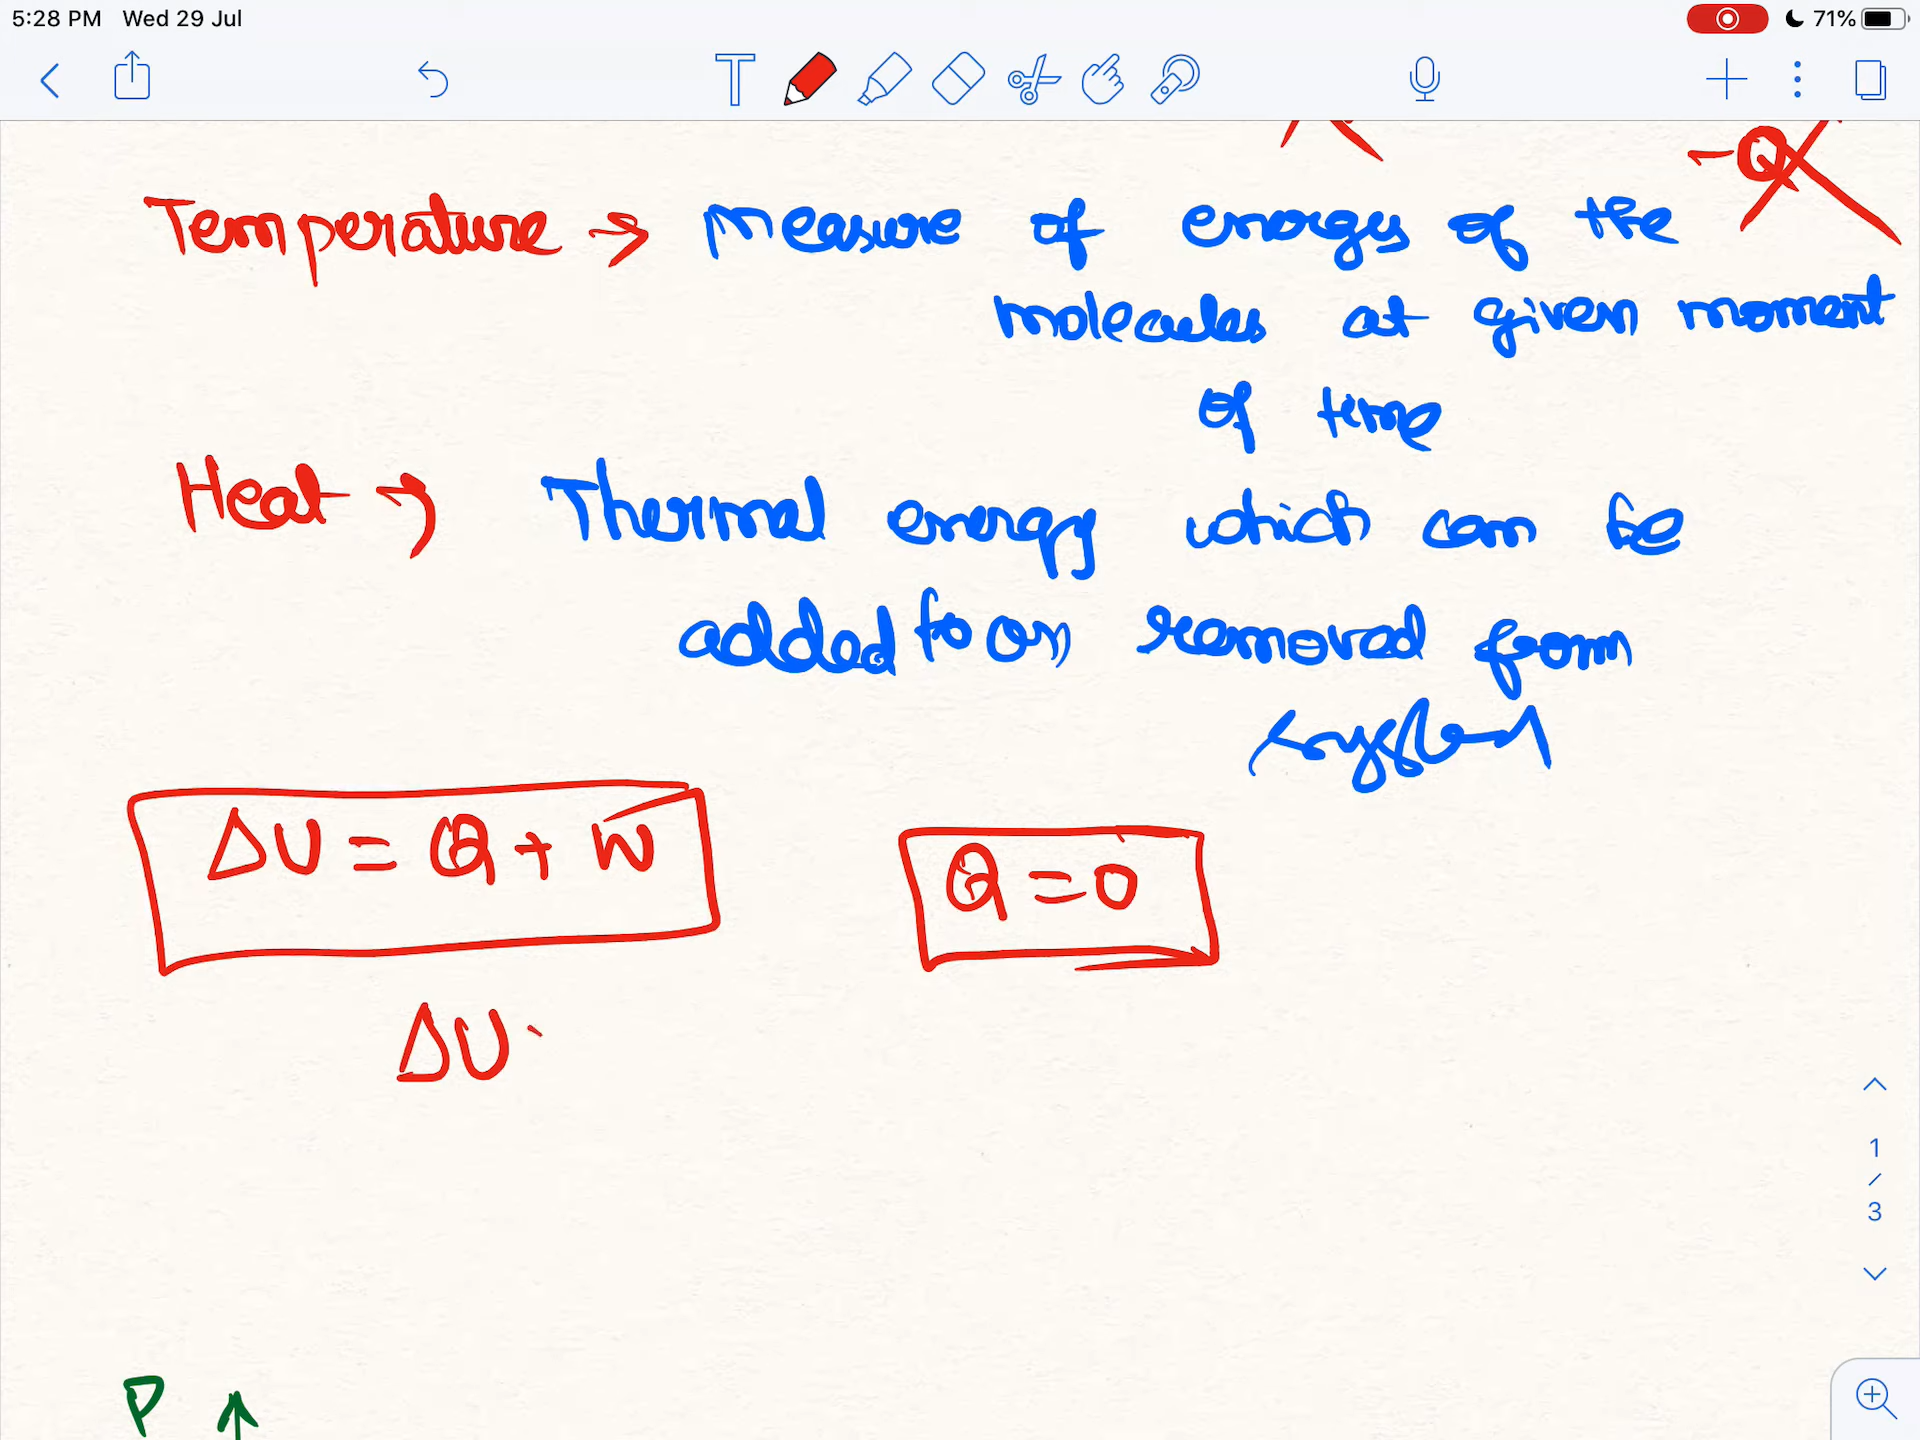 5:28 PM Wed 29 Jul 71%
T
-Q
Temperature → measure of energy of the
molecules at given moment
of time
Heat → Thermal energy which can be
added to or removed from
system
ΔU = Q + W
Q = 0
ΔU
1
/
3
P ↑